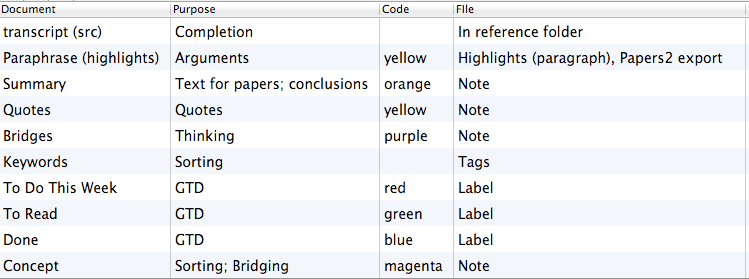 Document Purpose Code FIle
transcript (src) Completion In reference folder
Paraphrase (highlights) Arguments yellow Highlights (paragraph), Papers2 export
Summary Text for papers; conclusions orange Note
Quotes Quotes yellow Note
Bridges Thinking purple Note
Keywords Sorting Tags
To Do This Week GTD red Label
To Read GTD green Label
Done GTD blue Label
Concept Sorting; Bridging magenta Note